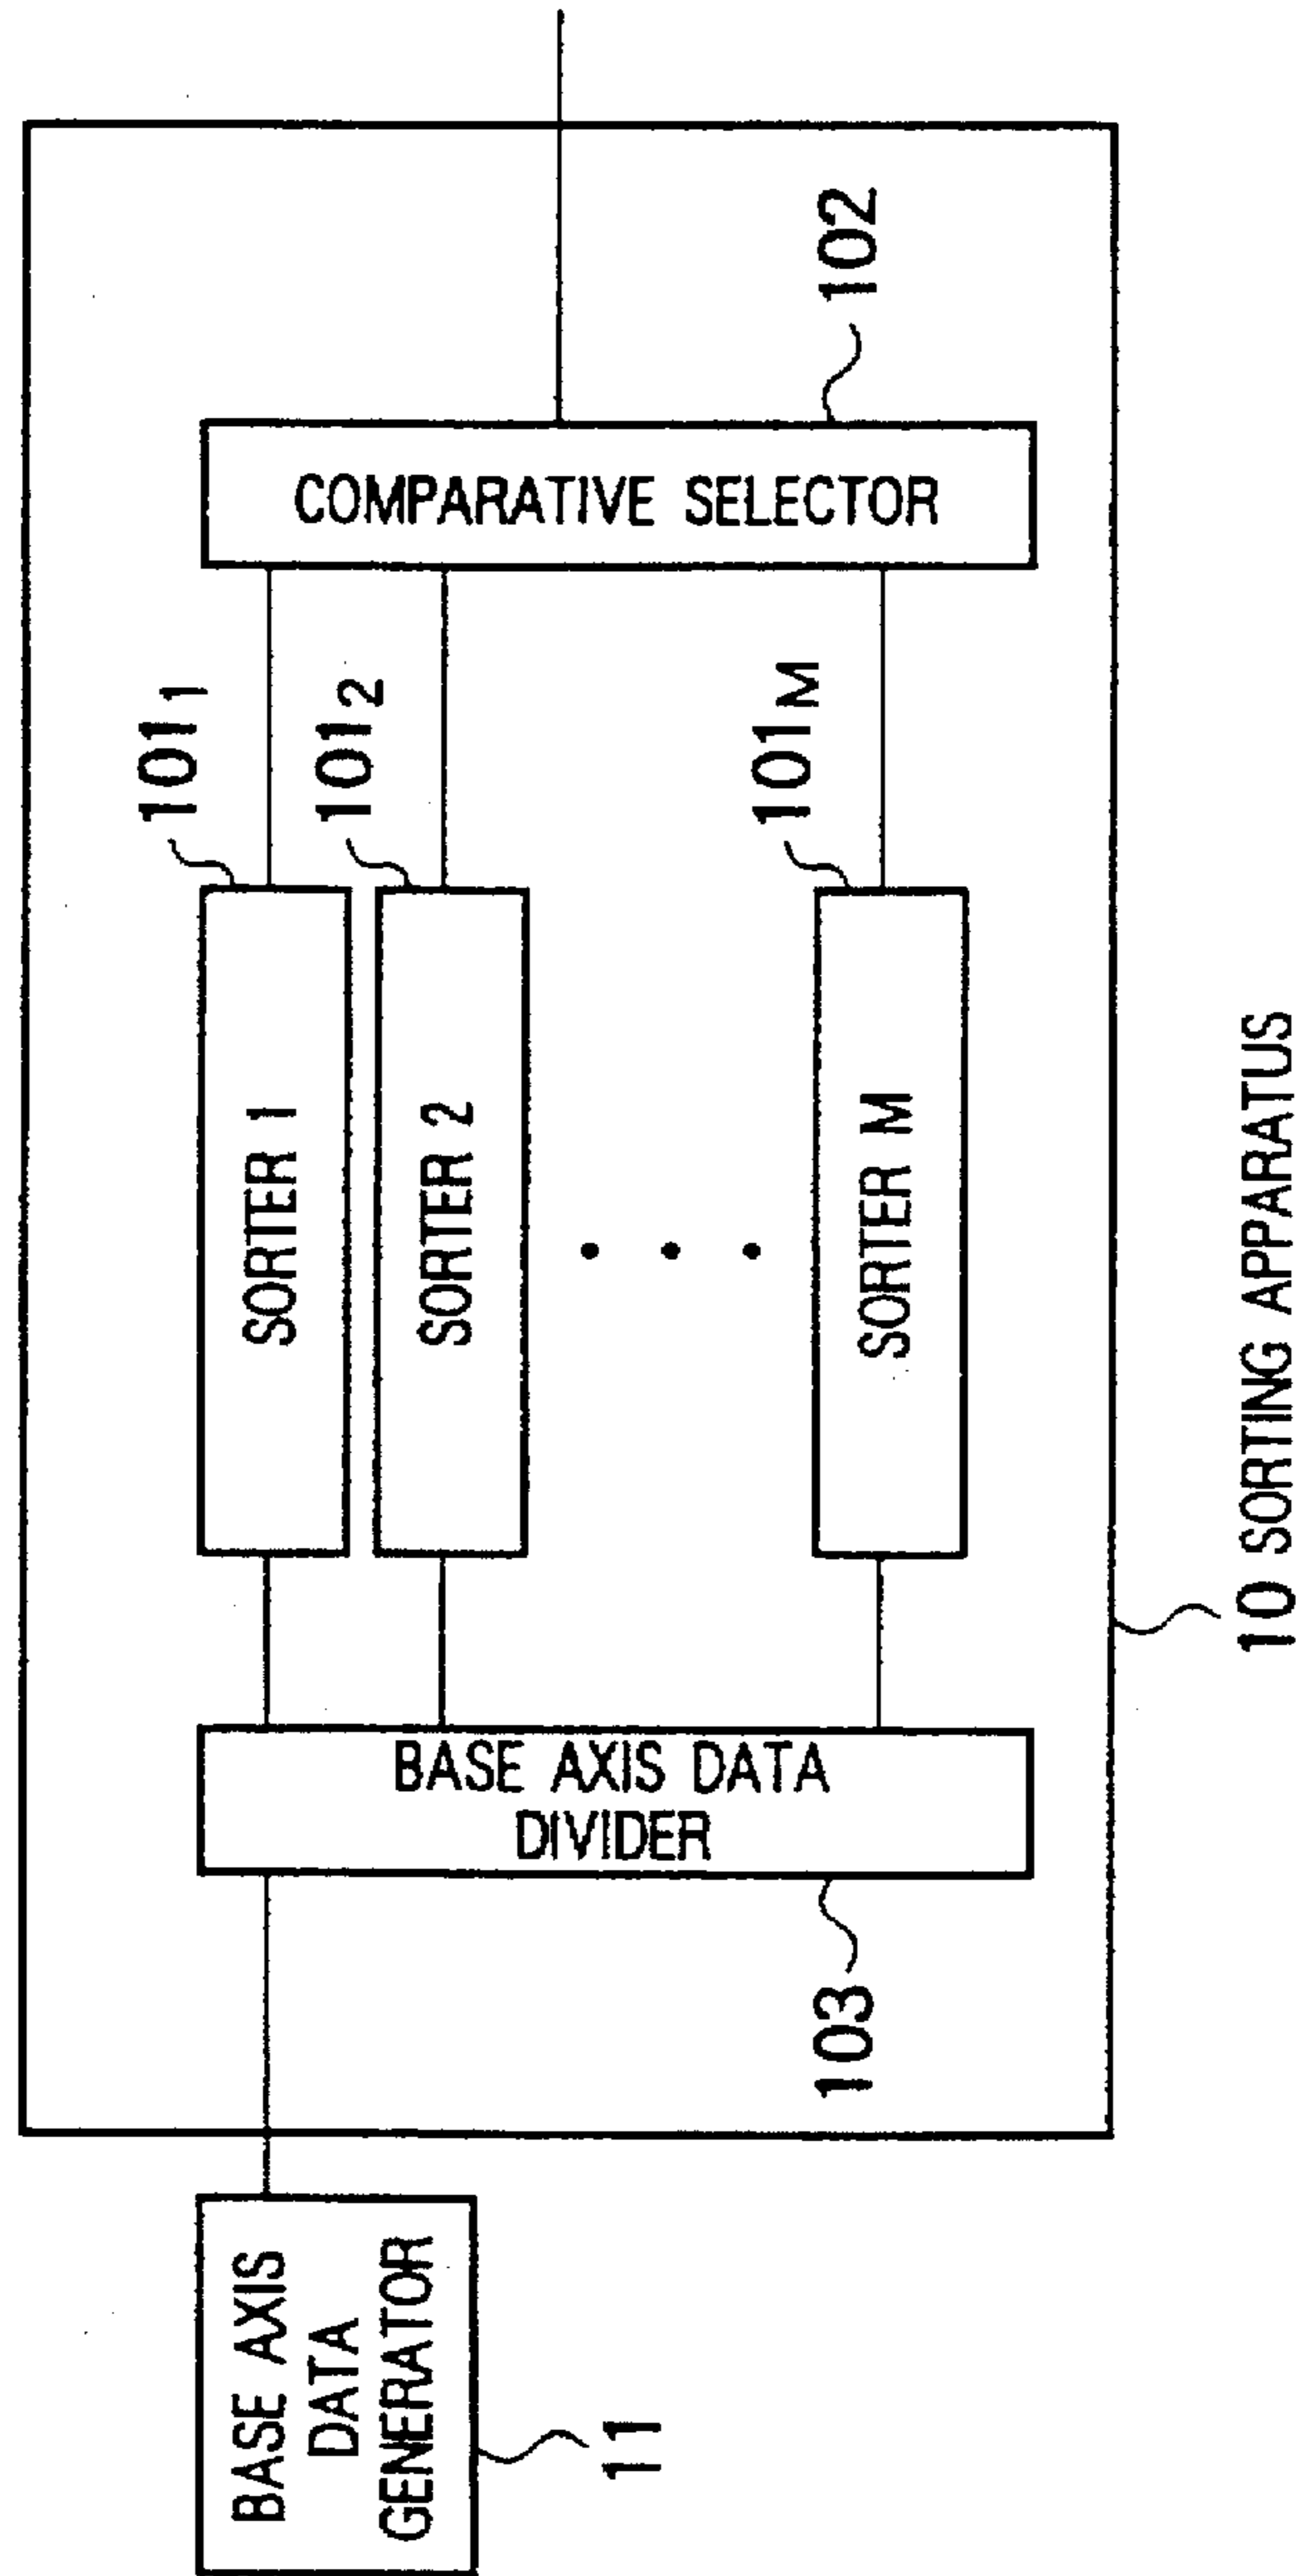 BASE AXIS
DATA
GENERATOR
11
BASE AXIS DATA
DIVIDER
103
SORTER 1
101₁
SORTER 2
101₂
SORTER M
101M
COMPARATIVE SELECTOR
102
10 SORTING APPARATUS